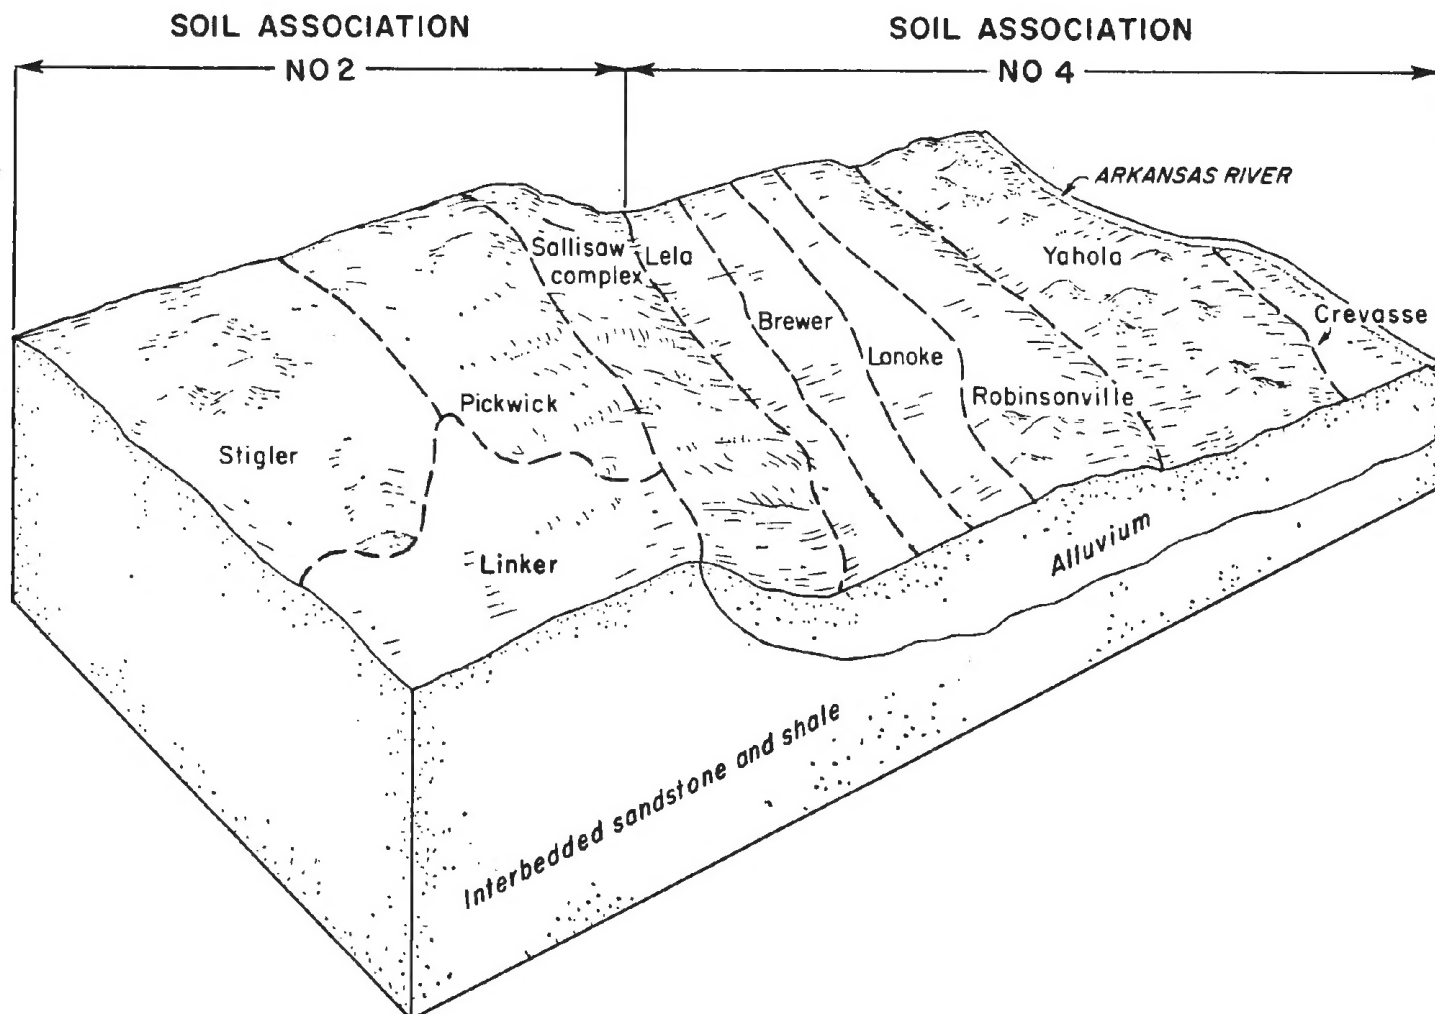 SOIL ASSOCIATION
NO 2
SOIL ASSOCIATION
NO 4
ARKANSAS RIVER
Sallisaw
complex
Lela
Yahola
Brewer
Crevasse
Lonoke
Robinsonville
Pickwick
Stigler
Linker
Alluvium
Interbedded sandstone and shale